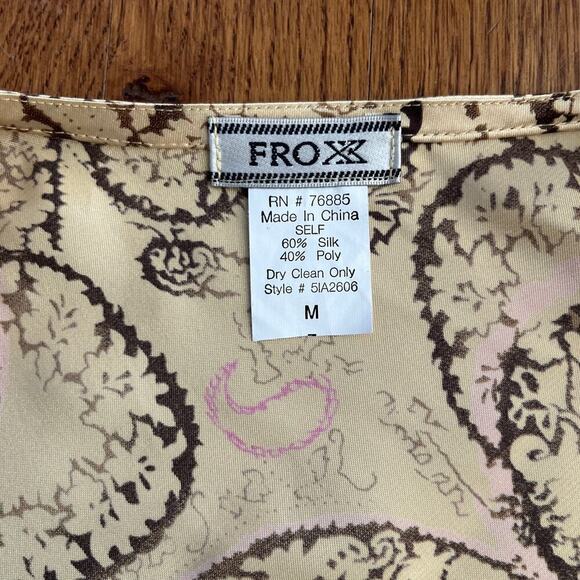 FROXX
RN # 76885
Made In China
SELF
60% Silk
40% Poly
Dry Clean Only
Style # 5IA2606
M